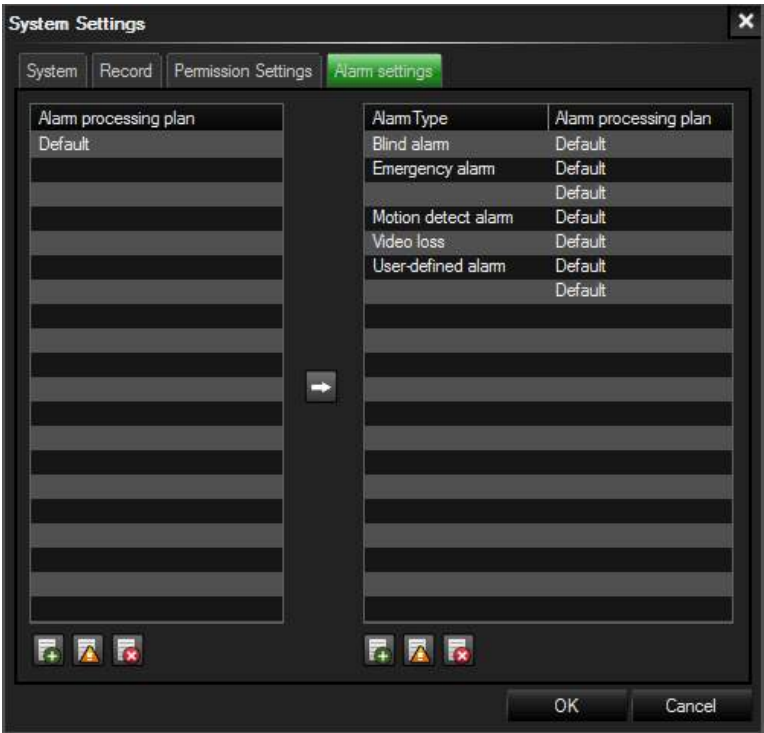 System Settings
System Record Permission Settings Alarm settings
Alarm processing plan
Default
AlarmType Alarm processing plan
Blind alarm Default
Emergency alarm Default
Default
Motion detect alarm Default
Video loss Default
User-defined alarm Default
Default
OK Cancel